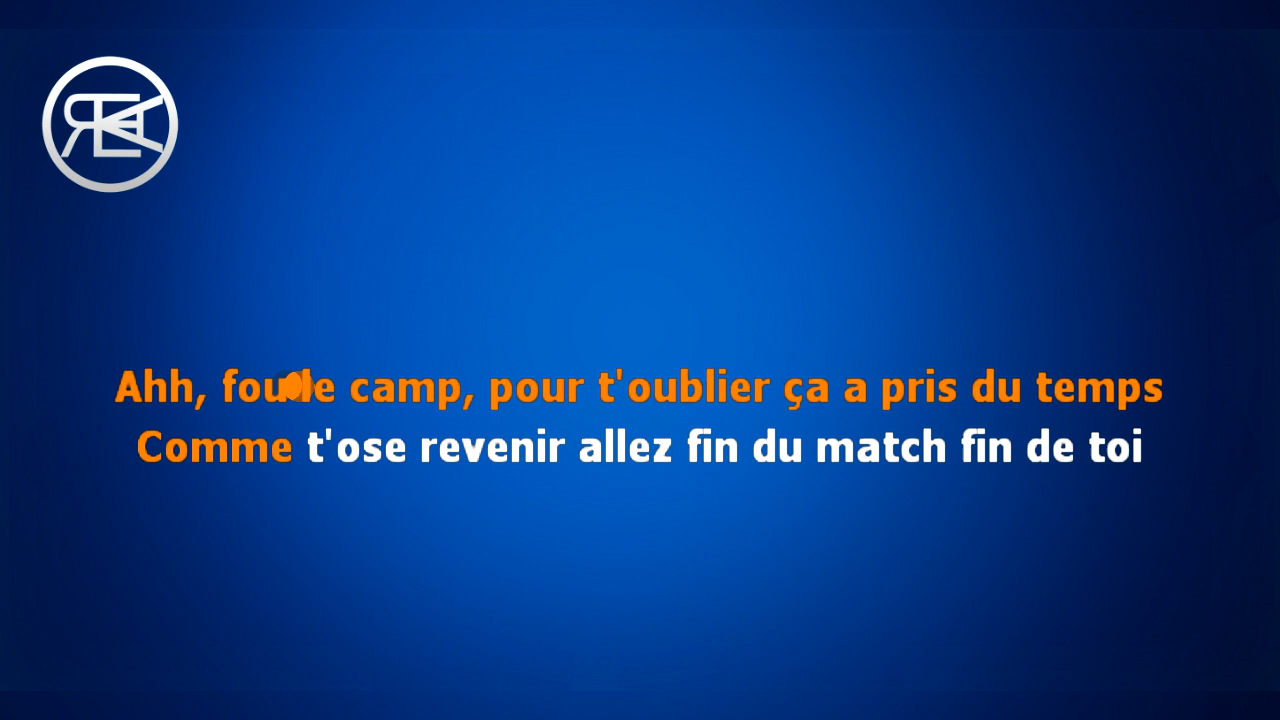 Ahh, fou le camp, pour t'oublier ça a pris du temps
Comme t'ose revenir allez fin du match fin de toi